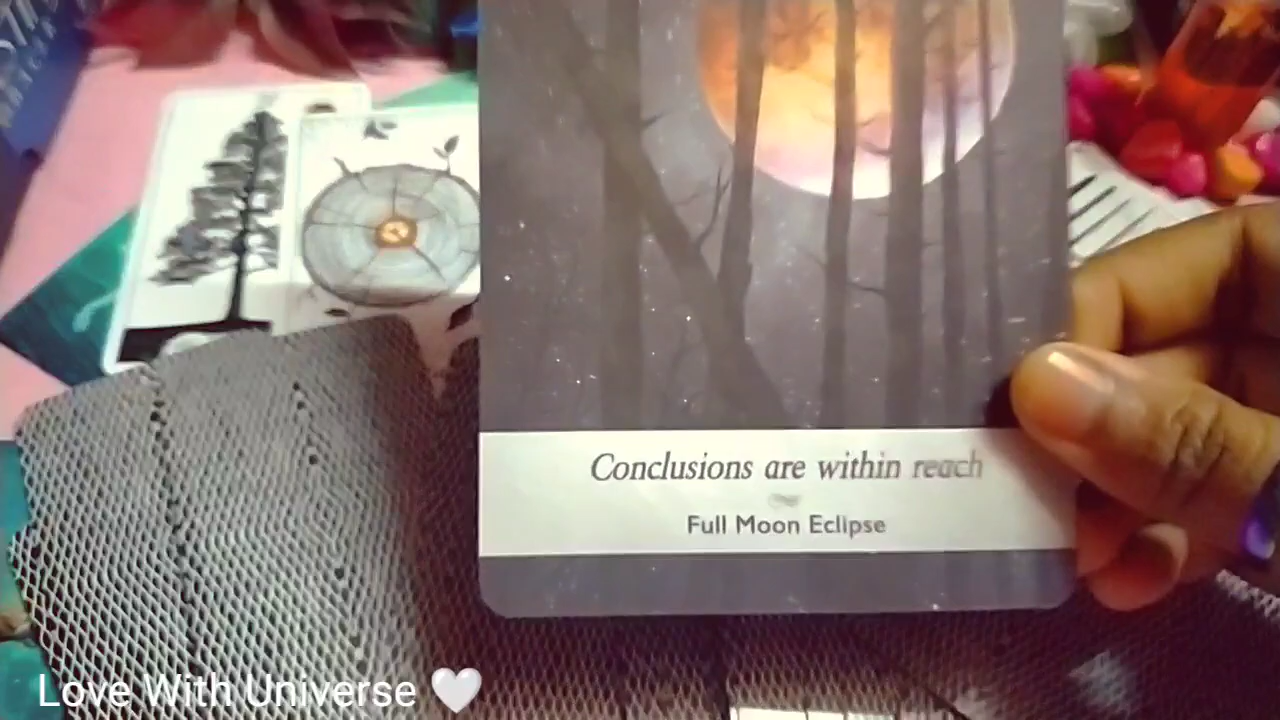 Conclusions are within reach
Full Moon Eclipse
Love With Universe 🤍